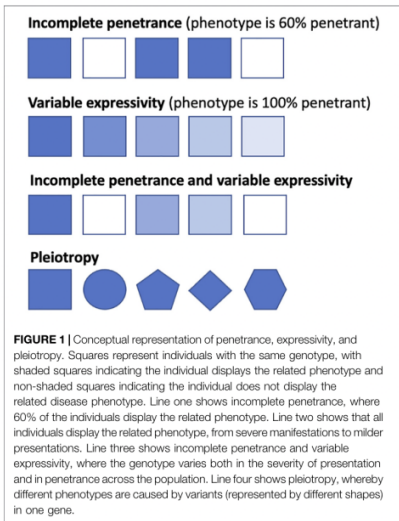 Incomplete penetrance (phenotype is 60% penetrant)
Variable expressivity (phenotype is 100% penetrant)
Incomplete penetrance and variable expressivity
Pleiotropy
FIGURE 1 | Conceptual representation of penetrance, expressivity, and
pleiotropy. Squares represent individuals with the same genotype, with
shaded squares indicating the individual displays the related phenotype and
non-shaded squares indicating the individual does not display the
related disease phenotype. Line one shows incomplete penetrance, where
60% of the individuals display the related phenotype. Line two shows that all
individuals display the related phenotype, from severe manifestations to milder
presentations. Line three shows incomplete penetrance and variable
expressivity, where the genotype varies both in the severity of presentation
and in penetrance across the population. Line four shows pleiotropy, whereby
different phenotypes are caused by variants (represented by different shapes)
in one gene.